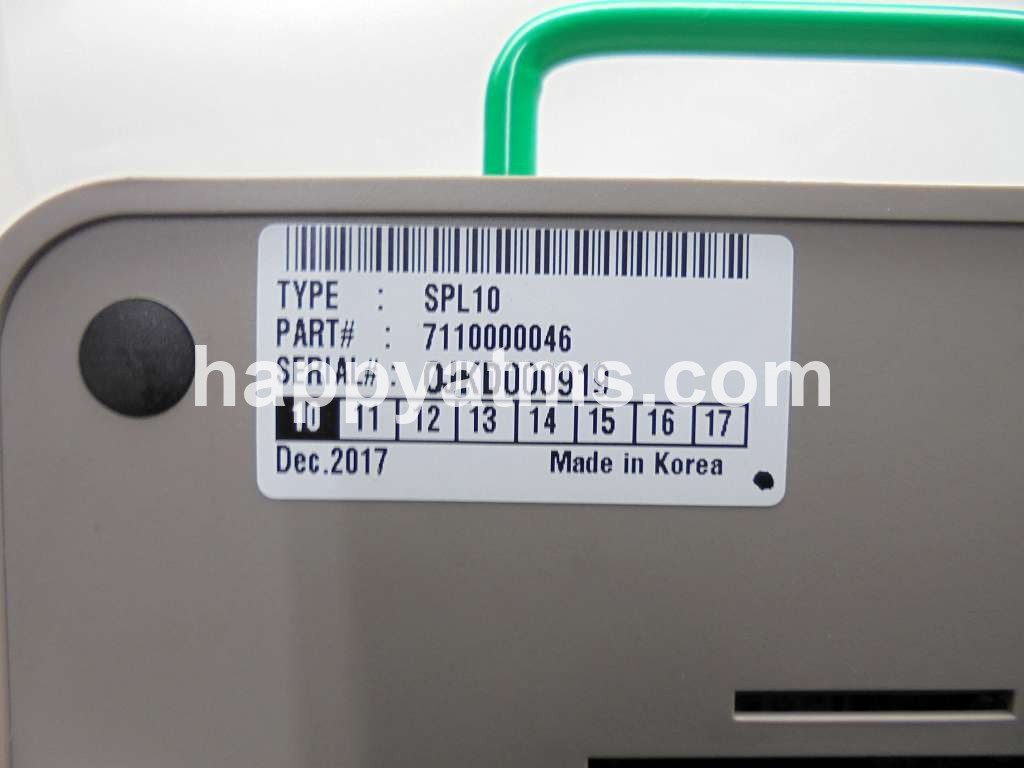 TYPE : SPL10
PART# : 7110000046
SERIAL# :
happyatms.com
10 11 12 13 14 15 16 17
Dec.2017 Made in Korea